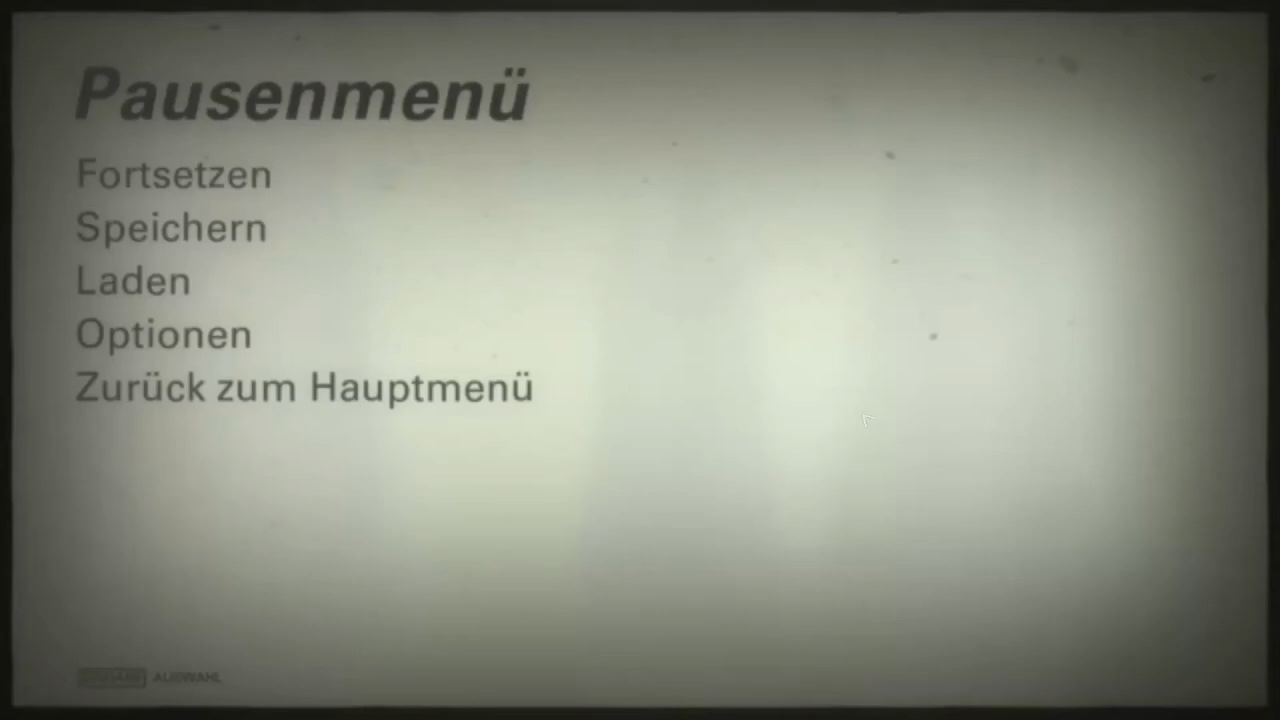 Pausenmenü
Fortsetzen
Speichern
Laden
Optionen
Zurück zum Hauptmenü
AUSWAHL